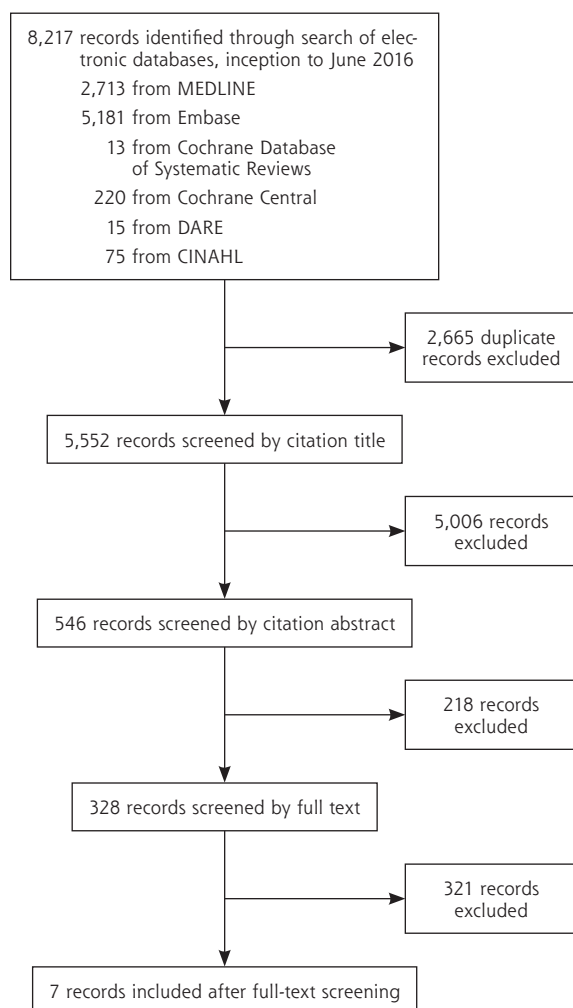 8,217 records identified through search of elec-
tronic databases, inception to June 2016
2,713 from MEDLINE
5,181 from Embase
13 from Cochrane Database
of Systematic Reviews
220 from Cochrane Central
15 from DARE
75 from CINAHL
2,665 duplicate
records excluded
5,552 records screened by citation title
5,006 records
excluded
546 records screened by citation abstract
218 records
excluded
328 records screened by full text
321 records
excluded
7 records included after full-text screening